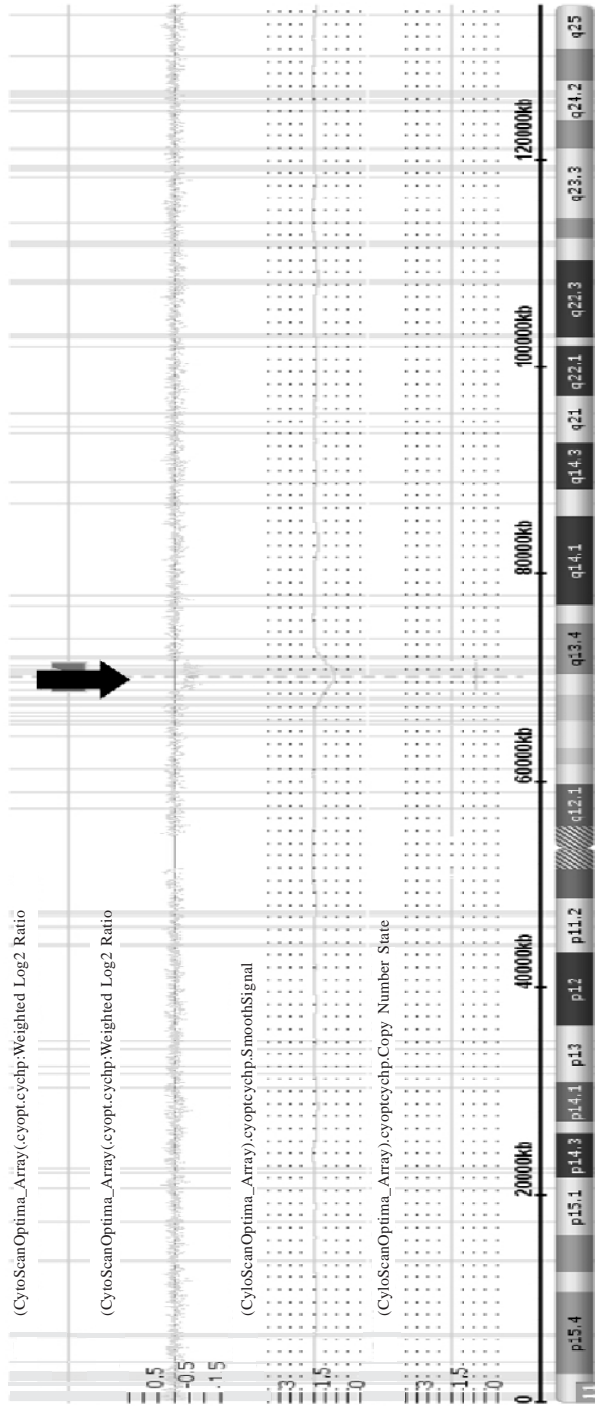 (CytoScanOptima_Array(.cyopt.cychp:Weighted Log2 Ratio
(CytoScanOptima_Array(.cyopt.cychp:Weighted Log2 Ratio
0.5
-0.5
-1.5
(CyloScanOptima_Array).cyoptcychp.SmoothSignal
3
1.5
0
(CyloScanOptima_Array).cyoptcychp.Copy Number State
3
1.5
0
0 20000kb 40000kb 60000kb 80000kb 100000kb 120000kb
11
p15.4 p15.1 p14.3 p14.1 p13 p12 p11.2 q12.1 q13.4 q14.1 q14.3 q21 q22.1 q22.3 q23.3 q24.2 q25